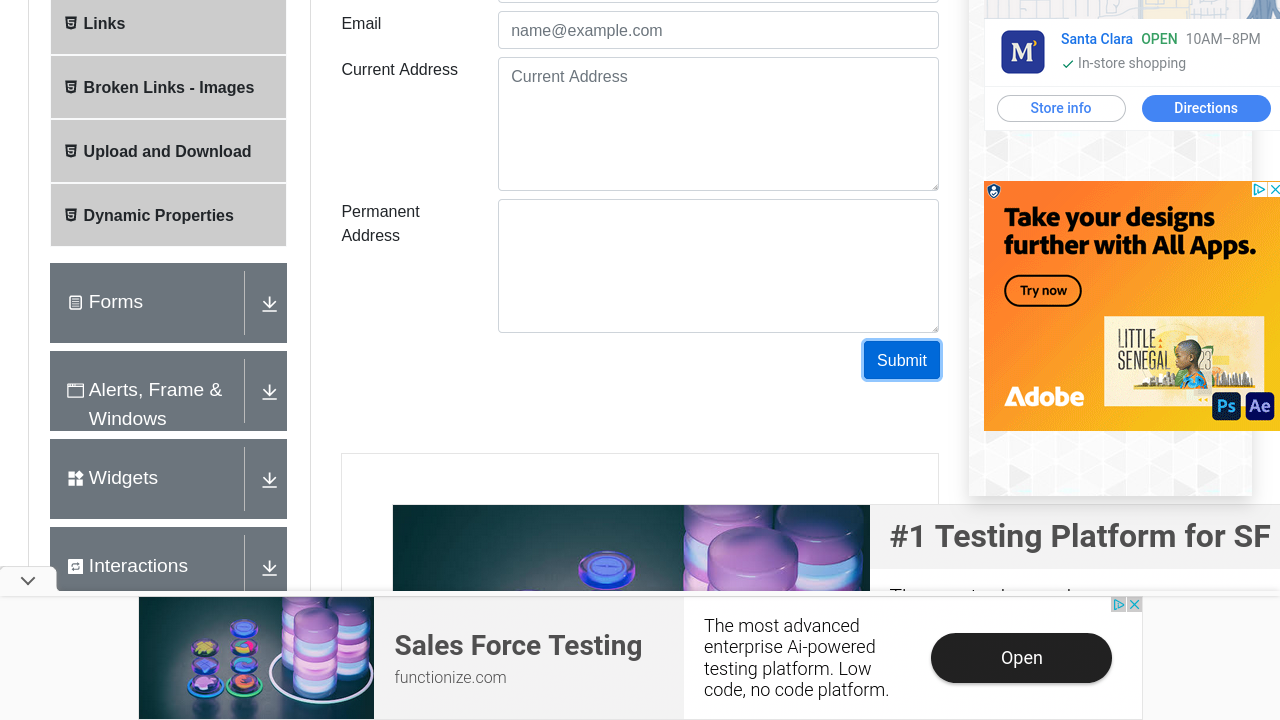 Links
Broken Links - Images
Upload and Download
Dynamic Properties
Forms
Alerts, Frame &
Windows
Widgets
Interactions
Email
name@example.com
Current Address
Current Address
Permanent
Address
Submit
M
Santa Clara OPEN 10AM–8PM
In-store shopping
Store info
Directions
Take your designs
further with All Apps.
Try now
LITTLE
SENEGAL
Adobe
Ps
Ae
#1 Testing Platform for SF
Sales Force Testing
functionize.com
The most advanced
enterprise Ai-powered
testing platform. Low
code, no code platform.
Open